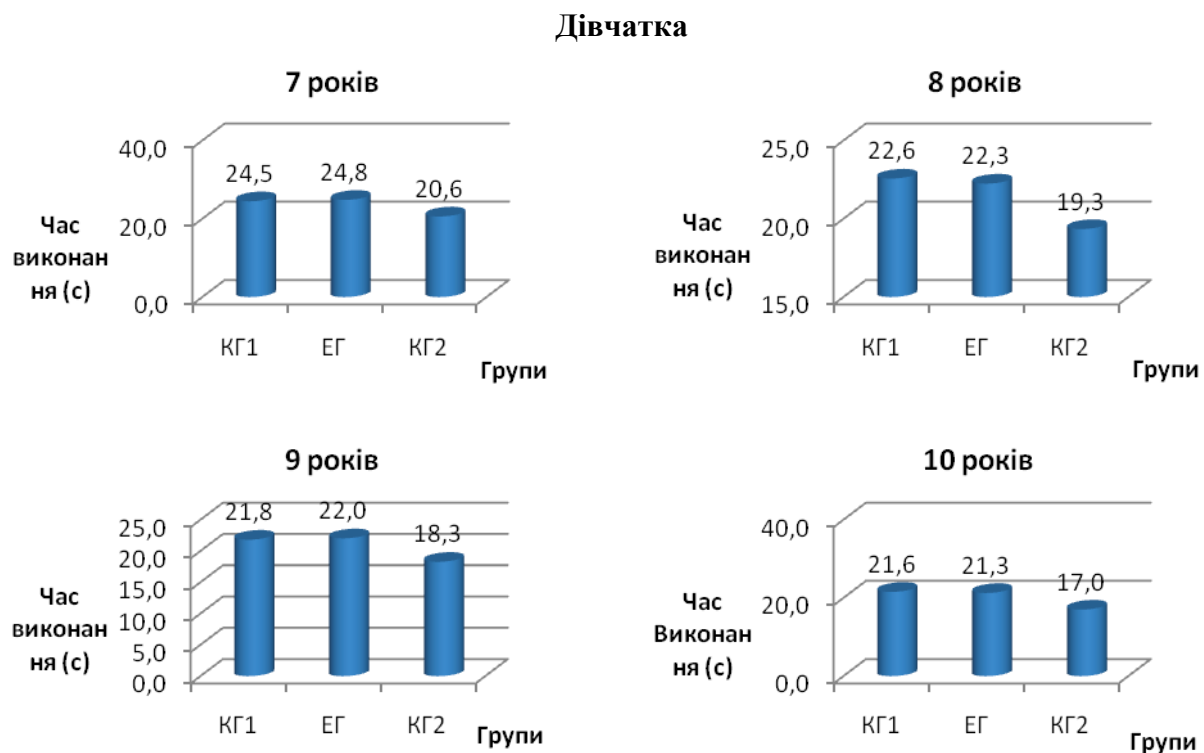 Дівчатка
7 років
40,0
20,0
0,0
24,5
24,8
20,6
Час
виконан
ня (с)
КГ1
ЕГ
КГ2
Групи
8 років
25,0
20,0
15,0
22,6
22,3
19,3
Час
виконан
ня (с)
КГ1
ЕГ
КГ2
Групи
9 років
25,0
20,0
15,0
10,0
5,0
0,0
21,8
22,0
18,3
Час
виконан
ня (с)
КГ1
ЕГ
КГ2
Групи
10 років
40,0
20,0
0,0
21,6
21,3
17,0
Час
Виконан
ня (с)
КГ1
ЕГ
КГ2
Групи